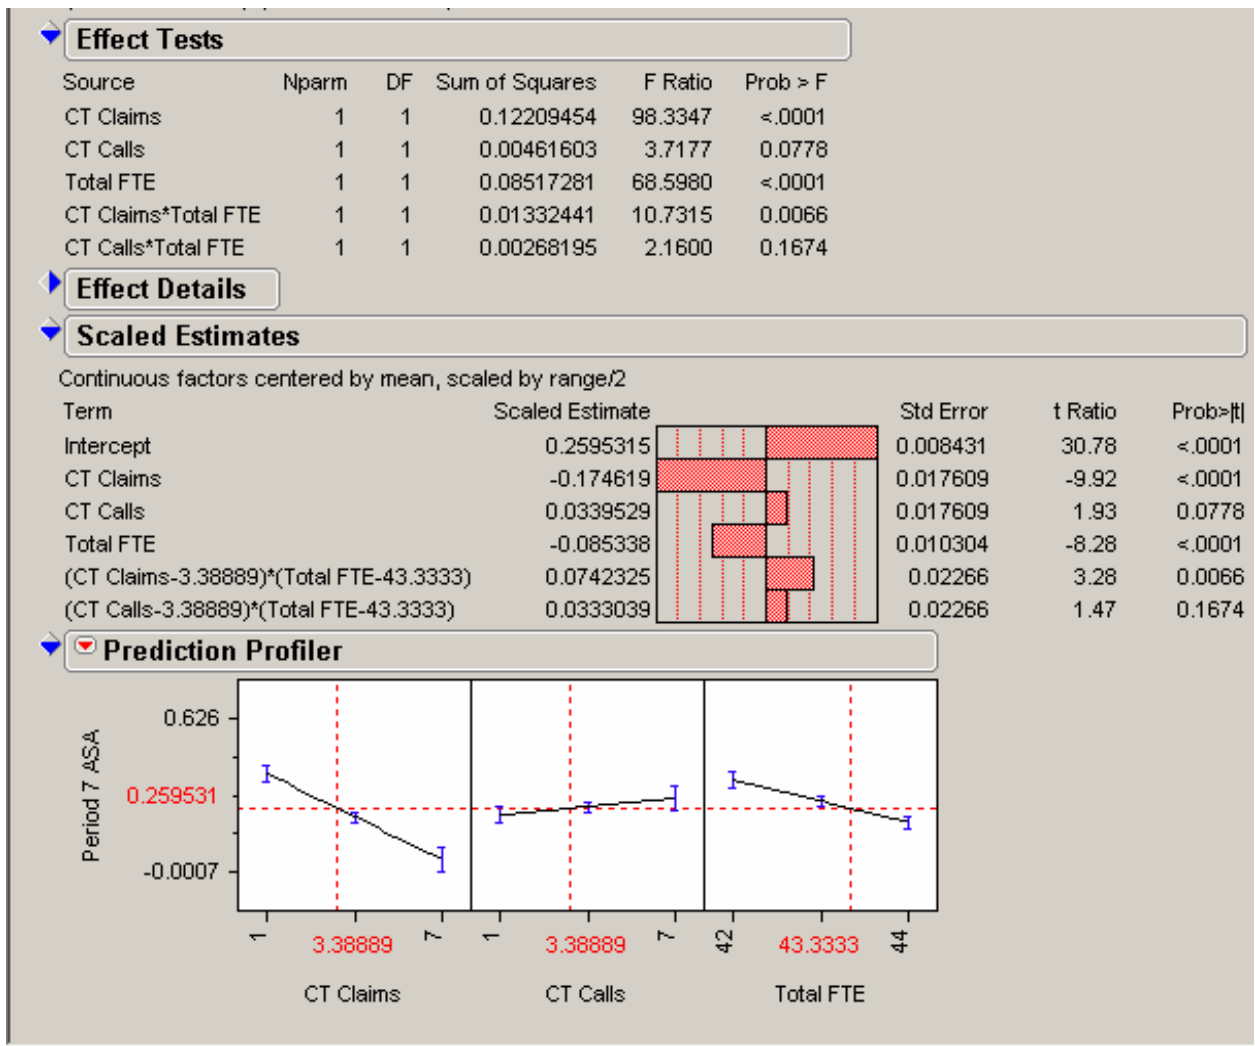 Effect Tests
Source Nparm DF Sum of Squares F Ratio Prob > F
CT Claims 1 1 0.12209454 98.3347 <.0001
CT Calls 1 1 0.00461603 3.7177 0.0778
Total FTE 1 1 0.08517281 68.5980 <.0001
CT Claims*Total FTE 1 1 0.01332441 10.7315 0.0066
CT Calls*Total FTE 1 1 0.00268195 2.1600 0.1674
Effect Details
Scaled Estimates
Continuous factors centered by mean, scaled by range/2
Term Scaled Estimate Std Error t Ratio Prob>|t|
Intercept 0.2595315 0.008431 30.78 <.0001
CT Claims -0.174619 0.017609 -9.92 <.0001
CT Calls 0.0339529 0.017609 1.93 0.0778
Total FTE -0.085338 0.010304 -8.28 <.0001
(CT Claims-3.38889)*(Total FTE-43.3333) 0.0742325 0.02266 3.28 0.0066
(CT Calls-3.38889)*(Total FTE-43.3333) 0.0333039 0.02266 1.47 0.1674
Prediction Profiler
Period 7 ASA
0.626
0.259531
-0.0007
1 3.38889 7 1 3.38889 7 42 43.3333 44
CT Claims CT Calls Total FTE